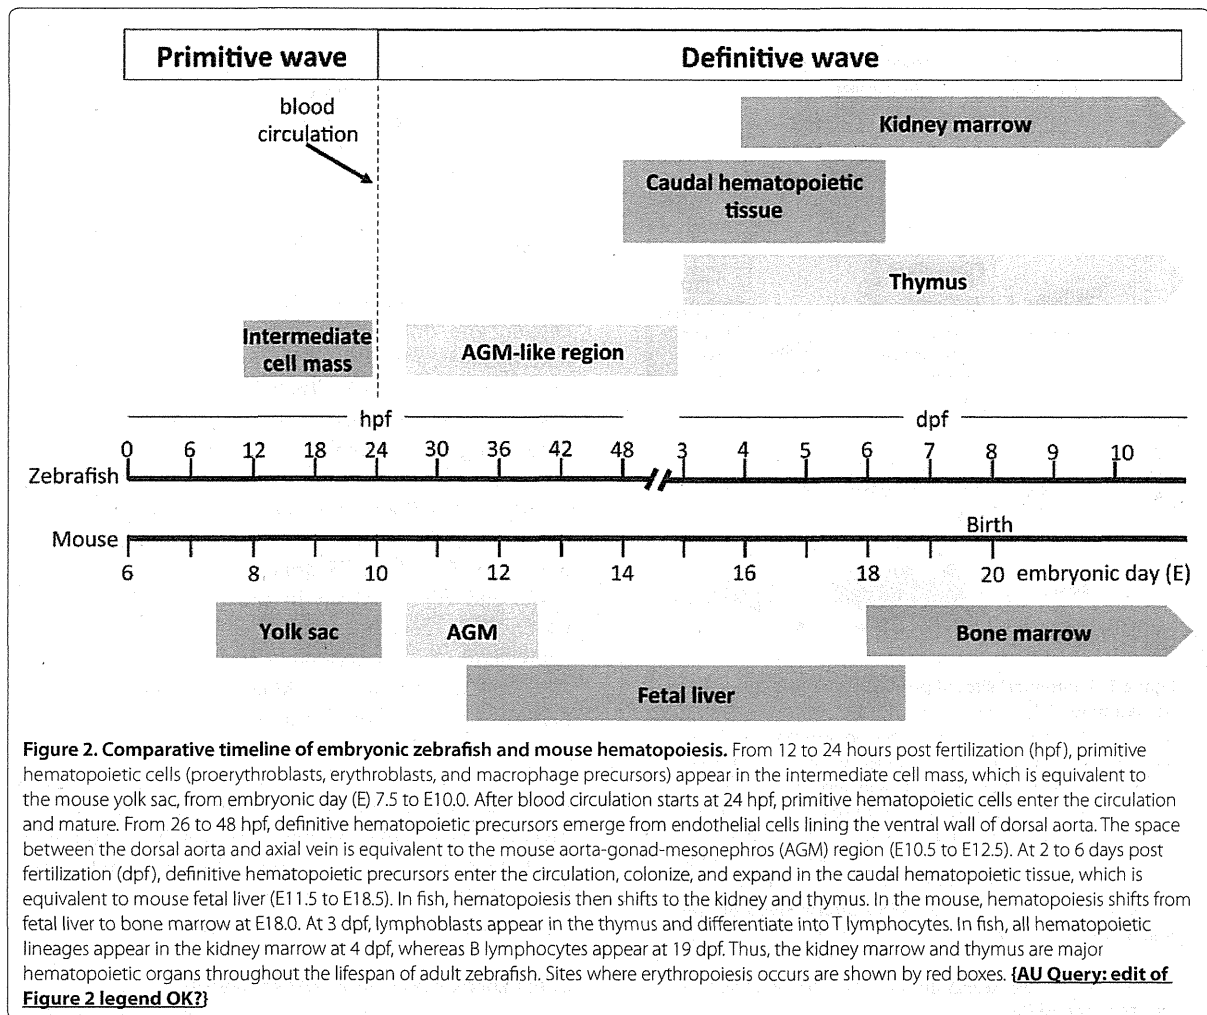 Primitive wave
Definitive wave
blood
circulation
Kidney marrow
Caudal hematopoietic
tissue
Thymus
Intermediate
cell mass
AGM-like region
hpf
dpf
0 6 12 18 24 30 36 42 48 3 4 5 6 7 8 9 10
Zebrafish
Birth
Mouse
6 8 10 12 14 16 18 20 embryonic day (E)
Yolk sac
AGM
Bone marrow
Fetal liver
Figure 2. Comparative timeline of embryonic zebrafish and mouse hematopoiesis. From 12 to 24 hours post fertilization (hpf), primitive
hematopoietic cells (proerythroblasts, erythroblasts, and macrophage precursors) appear in the intermediate cell mass, which is equivalent to
the mouse yolk sac, from embryonic day (E) 7.5 to E10.0. After blood circulation starts at 24 hpf, primitive hematopoietic cells enter the circulation
and mature. From 26 to 48 hpf, definitive hematopoietic precursors emerge from endothelial cells lining the ventral wall of dorsal aorta. The space
between the dorsal aorta and axial vein is equivalent to the mouse aorta-gonad-mesonephros (AGM) region (E10.5 to E12.5). At 2 to 6 days post
fertilization (dpf), definitive hematopoietic precursors enter the circulation, colonize, and expand in the caudal hematopoietic tissue, which is
equivalent to mouse fetal liver (E11.5 to E18.5). In fish, hematopoiesis then shifts to the kidney and thymus. In the mouse, hematopoiesis shifts from
fetal liver to bone marrow at E18.0. At 3 dpf, lymphoblasts appear in the thymus and differentiate into T lymphocytes. In fish, all hematopoietic
lineages appear in the kidney marrow at 4 dpf, whereas B lymphocytes appear at 19 dpf. Thus, the kidney marrow and thymus are major
hematopoietic organs throughout the lifespan of adult zebrafish. Sites where erythropoiesis occurs are shown by red boxes. {AU Query: edit of
Figure 2 legend OK?}